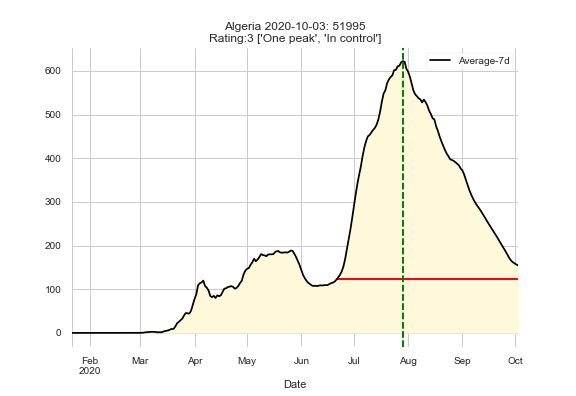 Algeria 2020-10-03: 51995
Rating:3 ['One peak', 'In control']
Average-7d
600
500
400
300
200
100
0
Feb Mar Apr May Jun Jul Aug Sep Oct
2020
Date